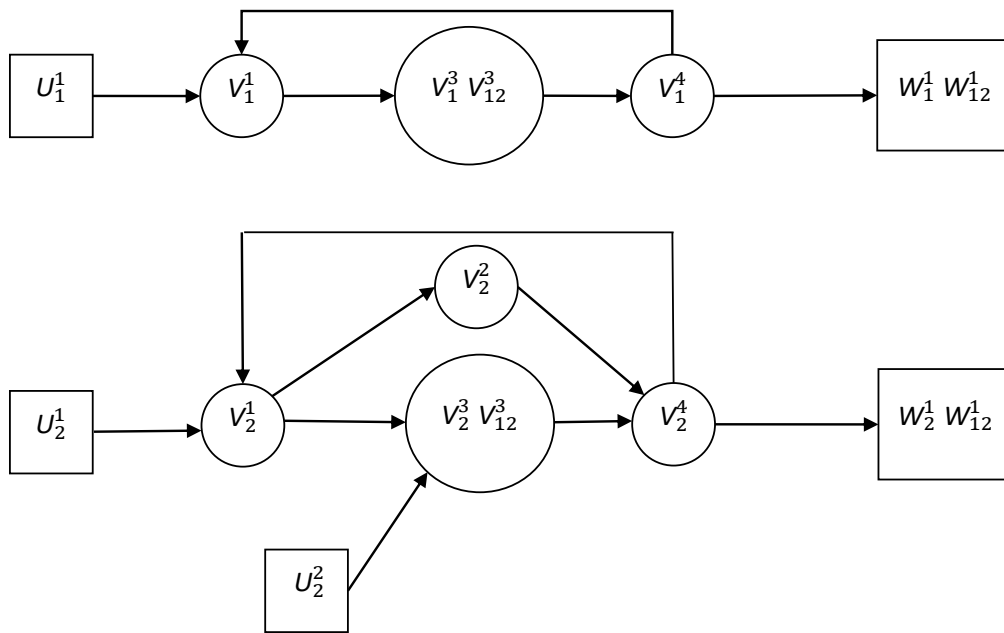 U₁¹ V₁¹ V₁³ V₁₂³ V₁⁴ W₁¹ W₁₂¹
V₂²
U₂¹ V₂¹ V₂³ V₁₂³ V₂⁴ W₂¹ W₁₂¹
U₂²